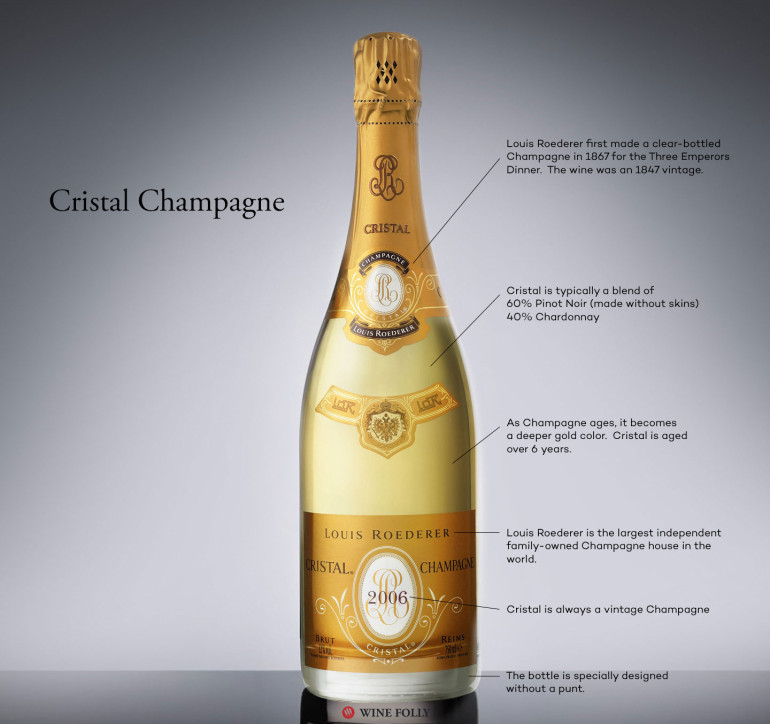 Cristal Champagne
CRISTAL
CHAMPAGNE
LOUIS ROEDERER
Louis Roederer first made a clear-bottled
Champagne in 1867 for the Three Emperors
Dinner. The wine was an 1847 vintage.
Cristal is typically a blend of
60% Pinot Noir (made without skins)
40% Chardonnay
As Champagne ages, it becomes
a deeper gold color. Cristal is aged
over 6 years.
LOUIS ROEDERER
Louis Roederer is the largest independent
family-owned Champagne house in the
world.
CRISTAL® CHAMPAGNE
2006
Cristal is always a vintage Champagne
BRUT
REIMS
CRISTAL®
The bottle is specially designed
without a punt.
WINE FOLLY